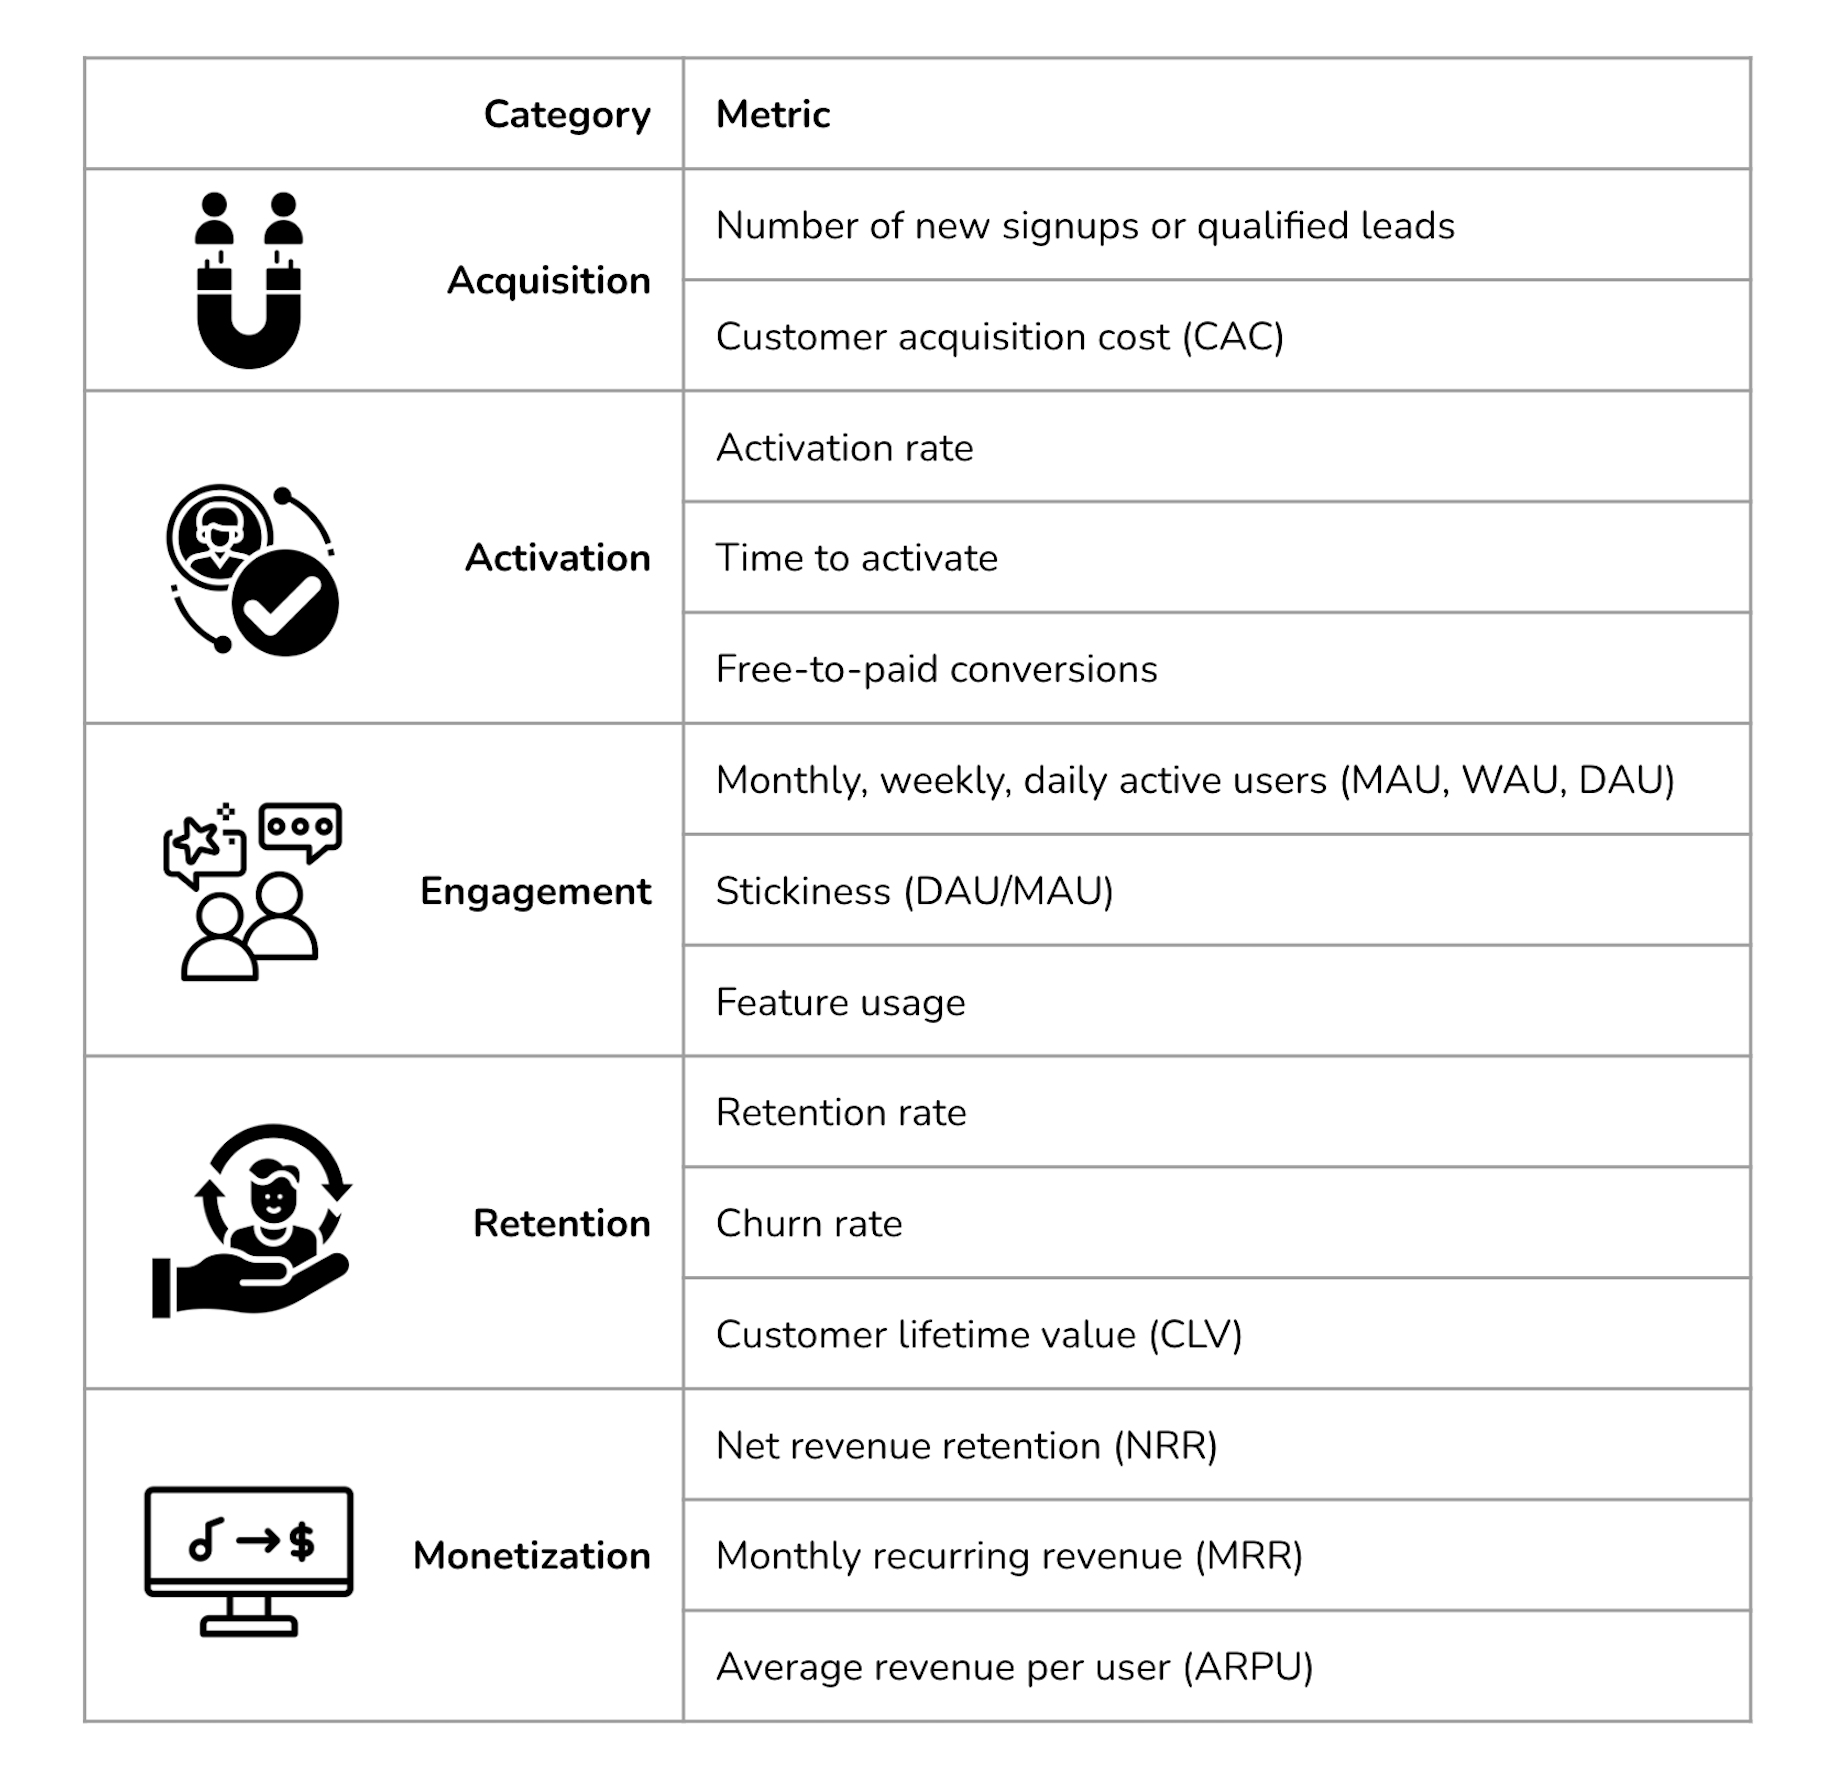 Category
Metric
Acquisition
Number of new signups or qualified leads
Customer acquisition cost (CAC)
Activation
Activation rate
Time to activate
Free-to-paid conversions
Engagement
Monthly, weekly, daily active users (MAU, WAU, DAU)
Stickiness (DAU/MAU)
Feature usage
Retention
Retention rate
Churn rate
Customer lifetime value (CLV)
Monetization
$
Net revenue retention (NRR)
Monthly recurring revenue (MRR)
Average revenue per user (ARPU)